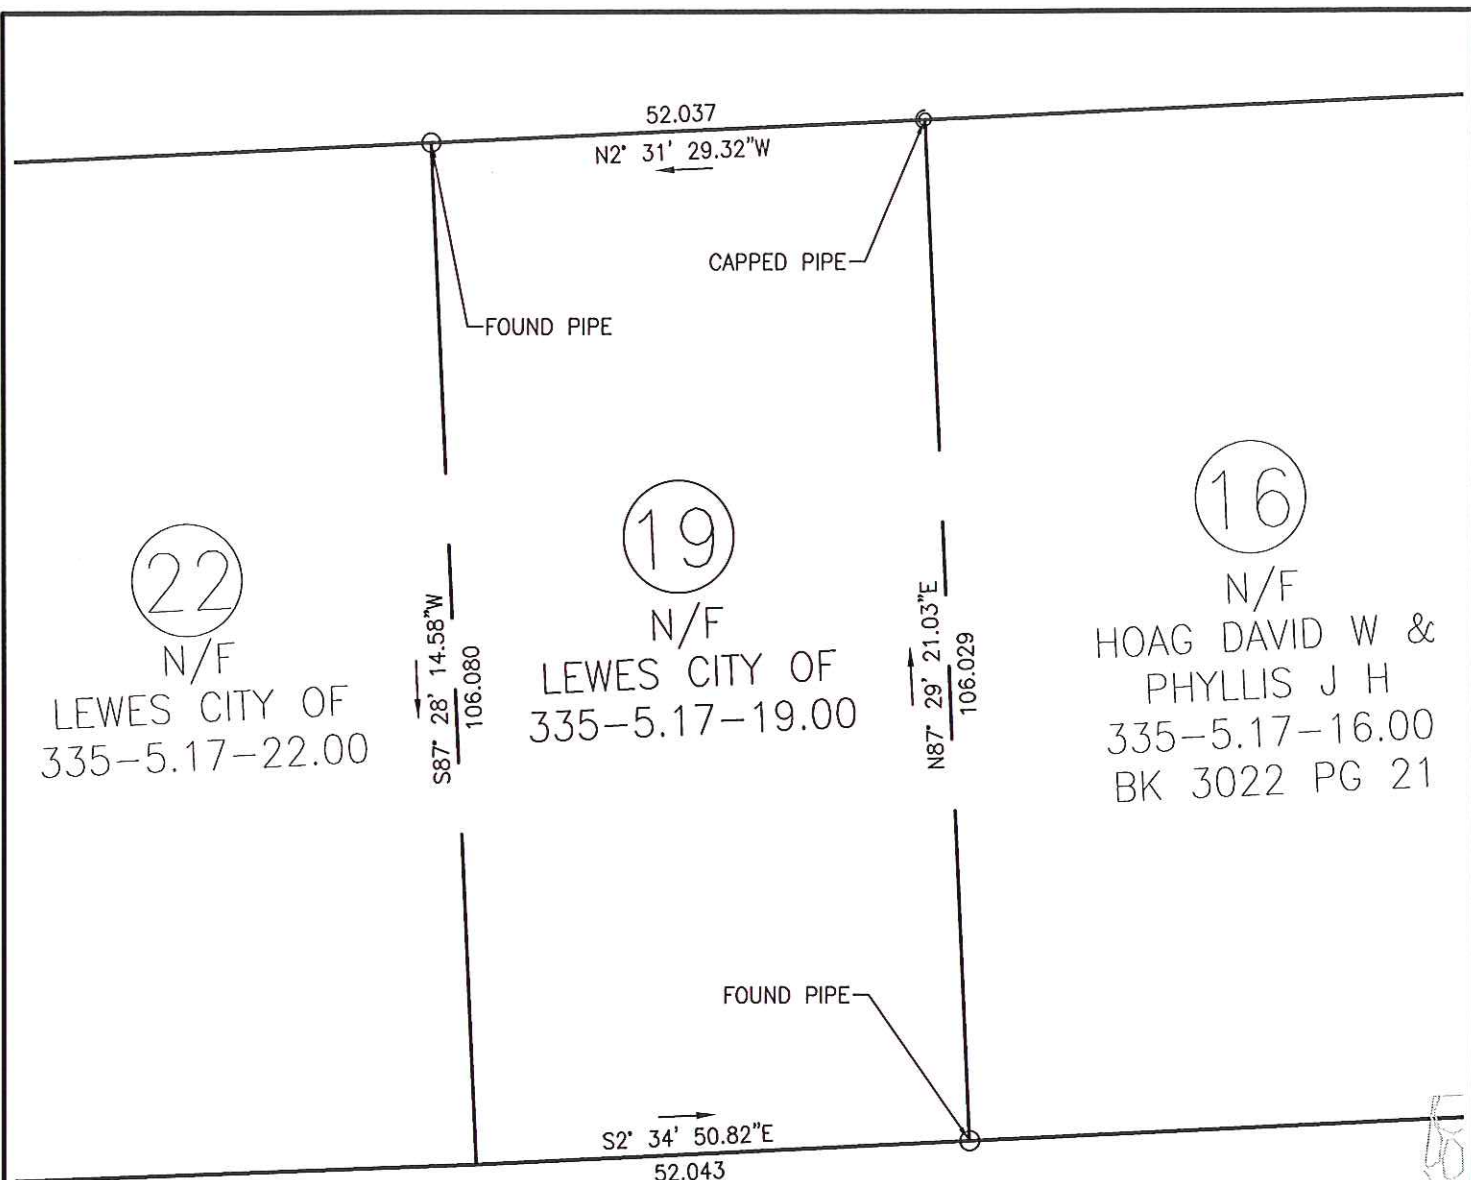 52.037
N2° 31' 29.32"W
CAPPED PIPE
FOUND PIPE
22
N/F
LEWES CITY OF
335-5.17-22.00
S87° 28' 14.58"W
106.080
19
N/F
LEWES CITY OF
335-5.17-19.00
N87° 29' 21.03"E
106.029
16
N/F
HOAG DAVID W &
PHYLLIS J H
335-5.17-16.00
BK 3022 PG 21
FOUND PIPE
S2° 34' 50.82"E
52.043